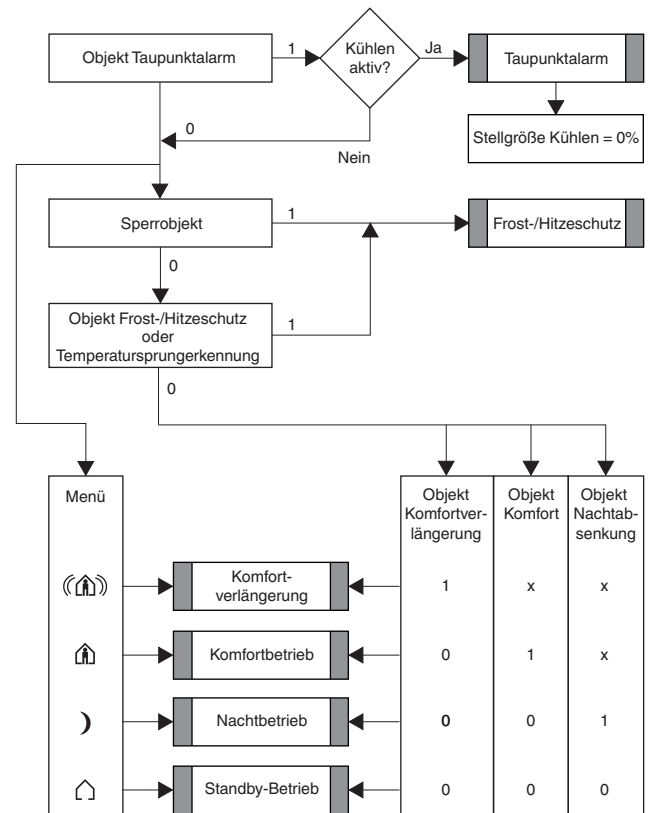 Objekt Taupunktalarm
1
Kühlen
aktiv?
Ja
Taupunktalarm
0
Nein
Stellgröße Kühlen = 0%
Sperrobjekt
1
Frost-/Hitzeschutz
0
Objekt Frost-/Hitzeschutz
oder
Temperatursprungerkennung
1
0
Menü
Objekt
Komfortver-
längerung
Objekt
Komfort
Objekt
Nachtab-
senkung
Komfort-
verlängerung
1 x x
Komfortbetrieb
0 1 x
Nachtbetrieb
0 0 1
Standby-Betrieb
0 0 0